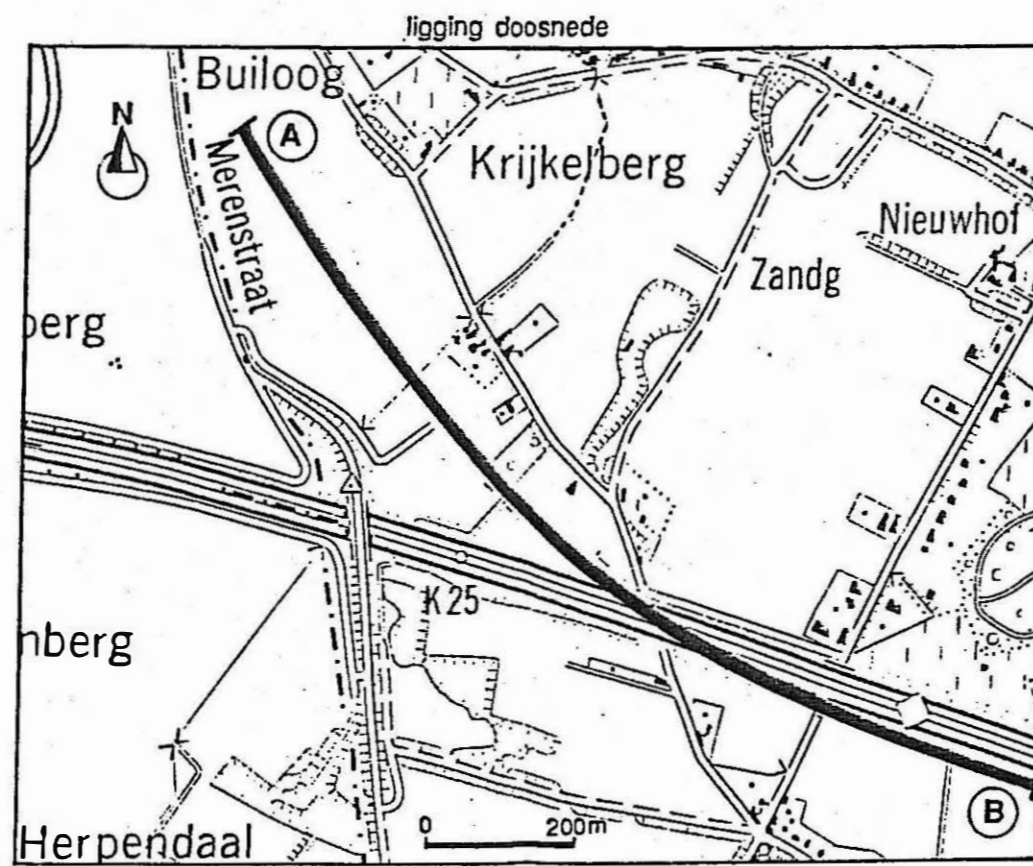 ligging doosnede
Builoog
N
A
Merenstraat
Krijkelberg
Nieuwhof
Zandg
berg
K25
nberg
0 200m
B
Herpendaal